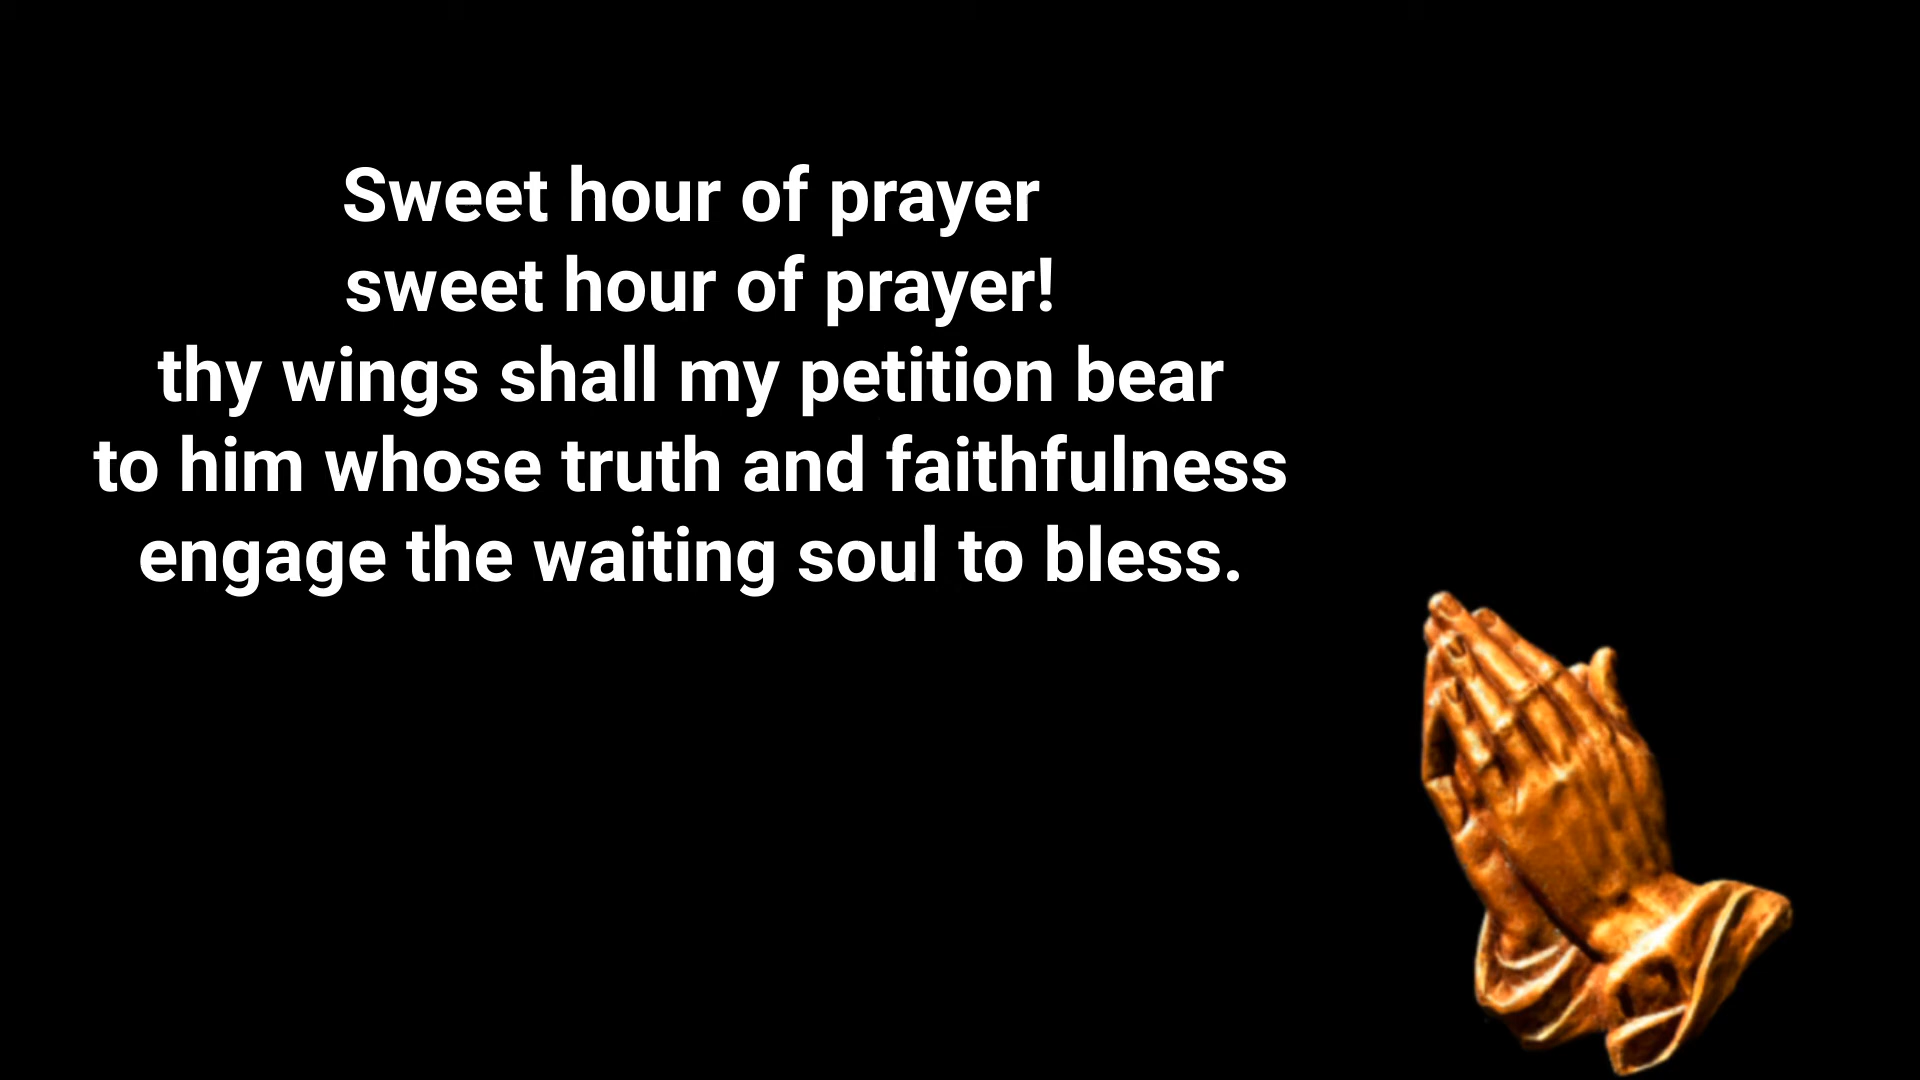 Sweet hour of prayer
sweet hour of prayer!
thy wings shall my petition bear
to him whose truth and faithfulness
engage the waiting soul to bless.